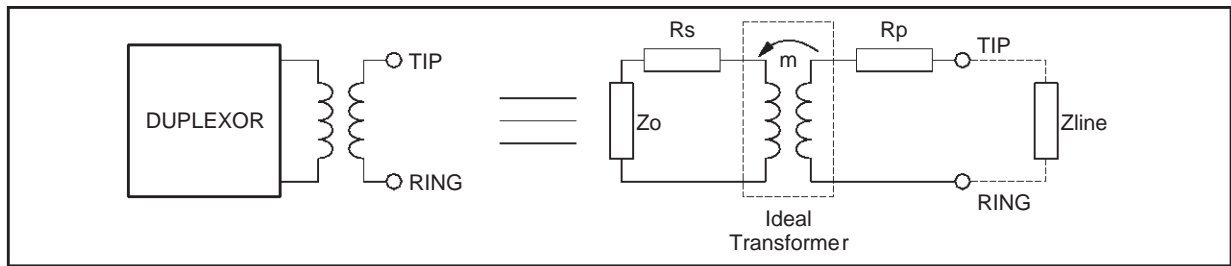 DUPLEXOR
TIP
RING
Rs
Zo
m
Rp
TIP
Zline
RING
Ideal
Transformer